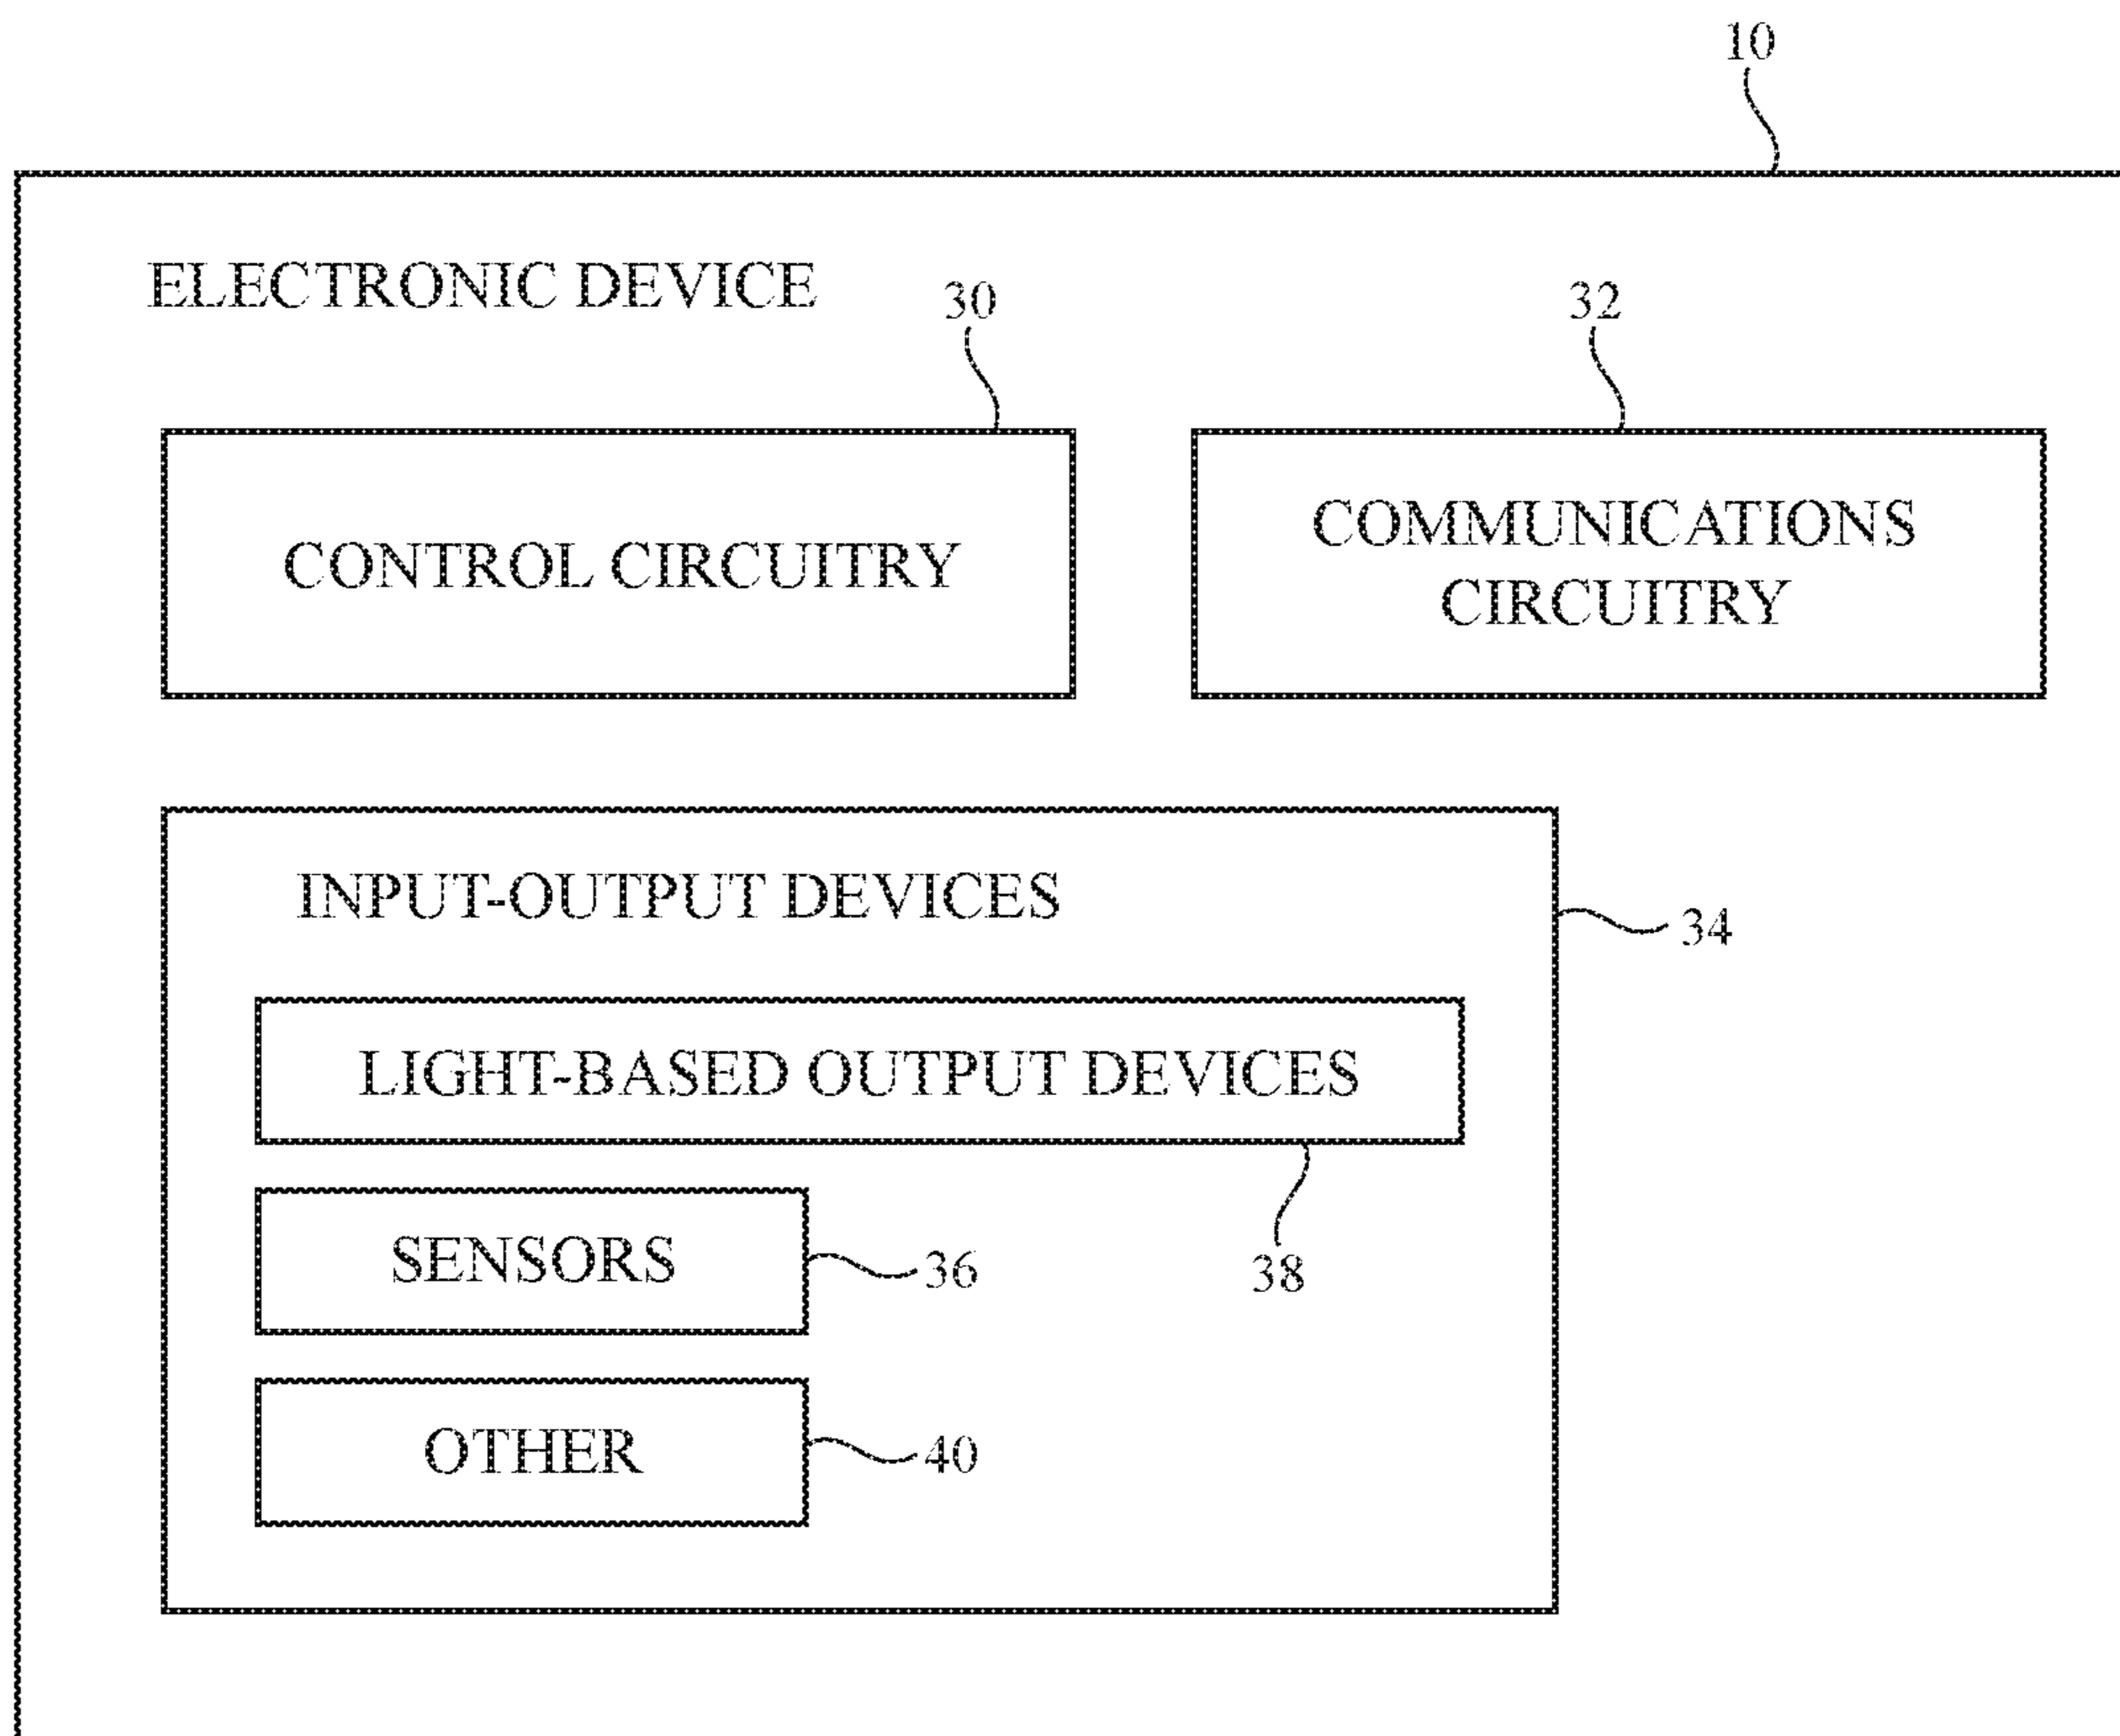 10
ELECTRONIC DEVICE
30
32
CONTROL CIRCUITRY
COMMUNICATIONS
CIRCUITRY
INPUT-OUTPUT DEVICES
34
LIGHT-BASED OUTPUT DEVICES
SENSORS
36
38
OTHER
40